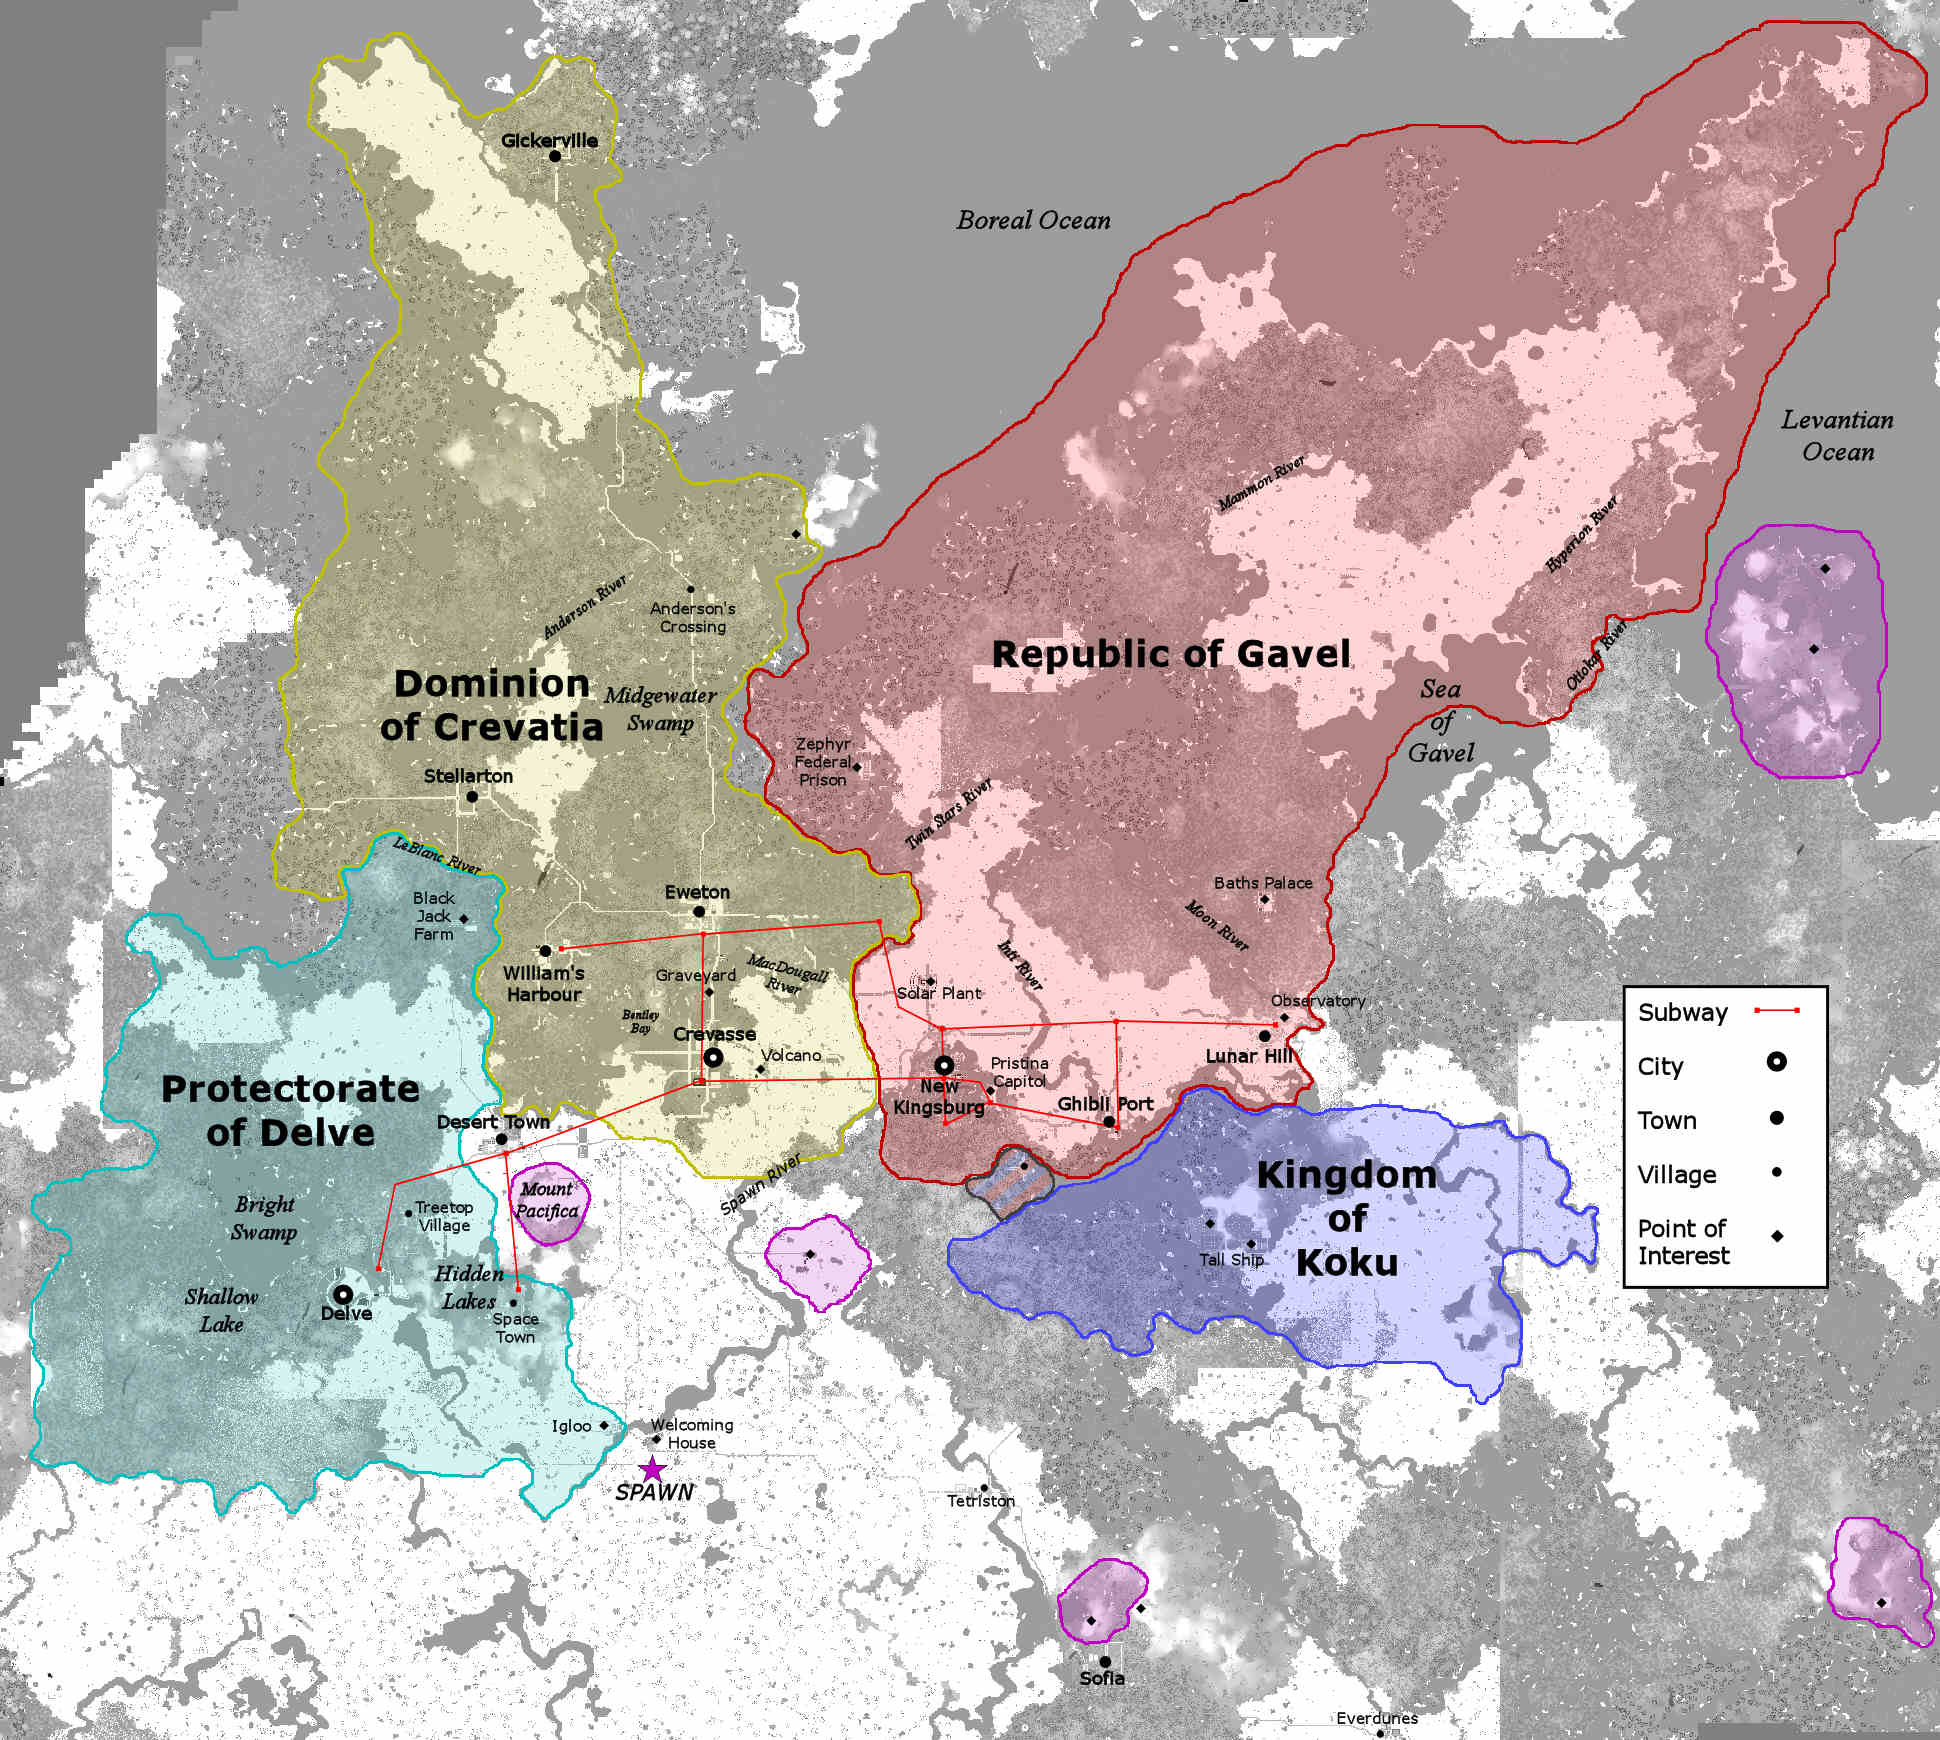 Gickerville
Boreal Ocean
Levantian
Ocean
Mammon River
Hyperion River
Anderson River
Anderson's
Crossing
Ottokar River
Republic of Gavel
Dominion
of Crevatia
Midgewater
Swamp
Sea
of
Gavel
Stellarton
Zephyr
Federal
Prison
Twin Stars River
LeBlanc River
Black
Jack
Farm
Eweton
Baths Palace
Moon River
William's
Harbour
Graveyard
MacDougall
River
Inti River
Solar Plant
Bentley
Bay
Crevasse
Volcano
Observatory
Lunar Hill
Pristina
Capitol
New
Kingsburg
Ghibli Port
Protectorate
of Delve
Desert Town
Mount
Pacifica
Spawn River
Kingdom
of
Koku
Tall Ship
Bright
Swamp
Treetop
Village
Shallow
Lake
Hidden
Lakes
Delve
Space
Town
Igloo
Welcoming
House
SPAWN
Tetriston
Sofia
Everdunes
Subway
City
Town
Village
Point of
Interest